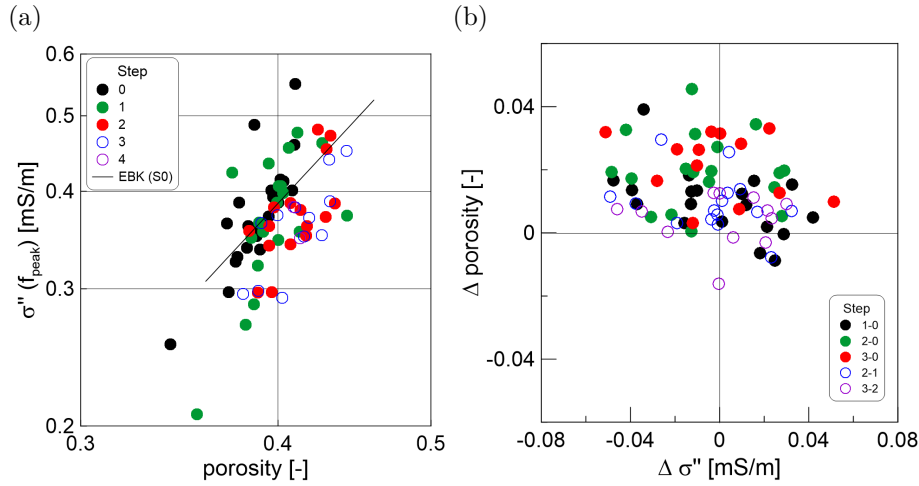 (a)
0.6
0.5
0.4
0.3
0.2
σ'' (f_peak) [mS/m]
Step
0
1
2
3
4
EBK (S0)
0.3
0.4
0.5
porosity [-]
(b)
0.04
0
-0.04
Δ porosity [-]
Step
1-0
2-0
3-0
2-1
3-2
-0.08
-0.04
0
0.04
0.08
Δ σ'' [mS/m]